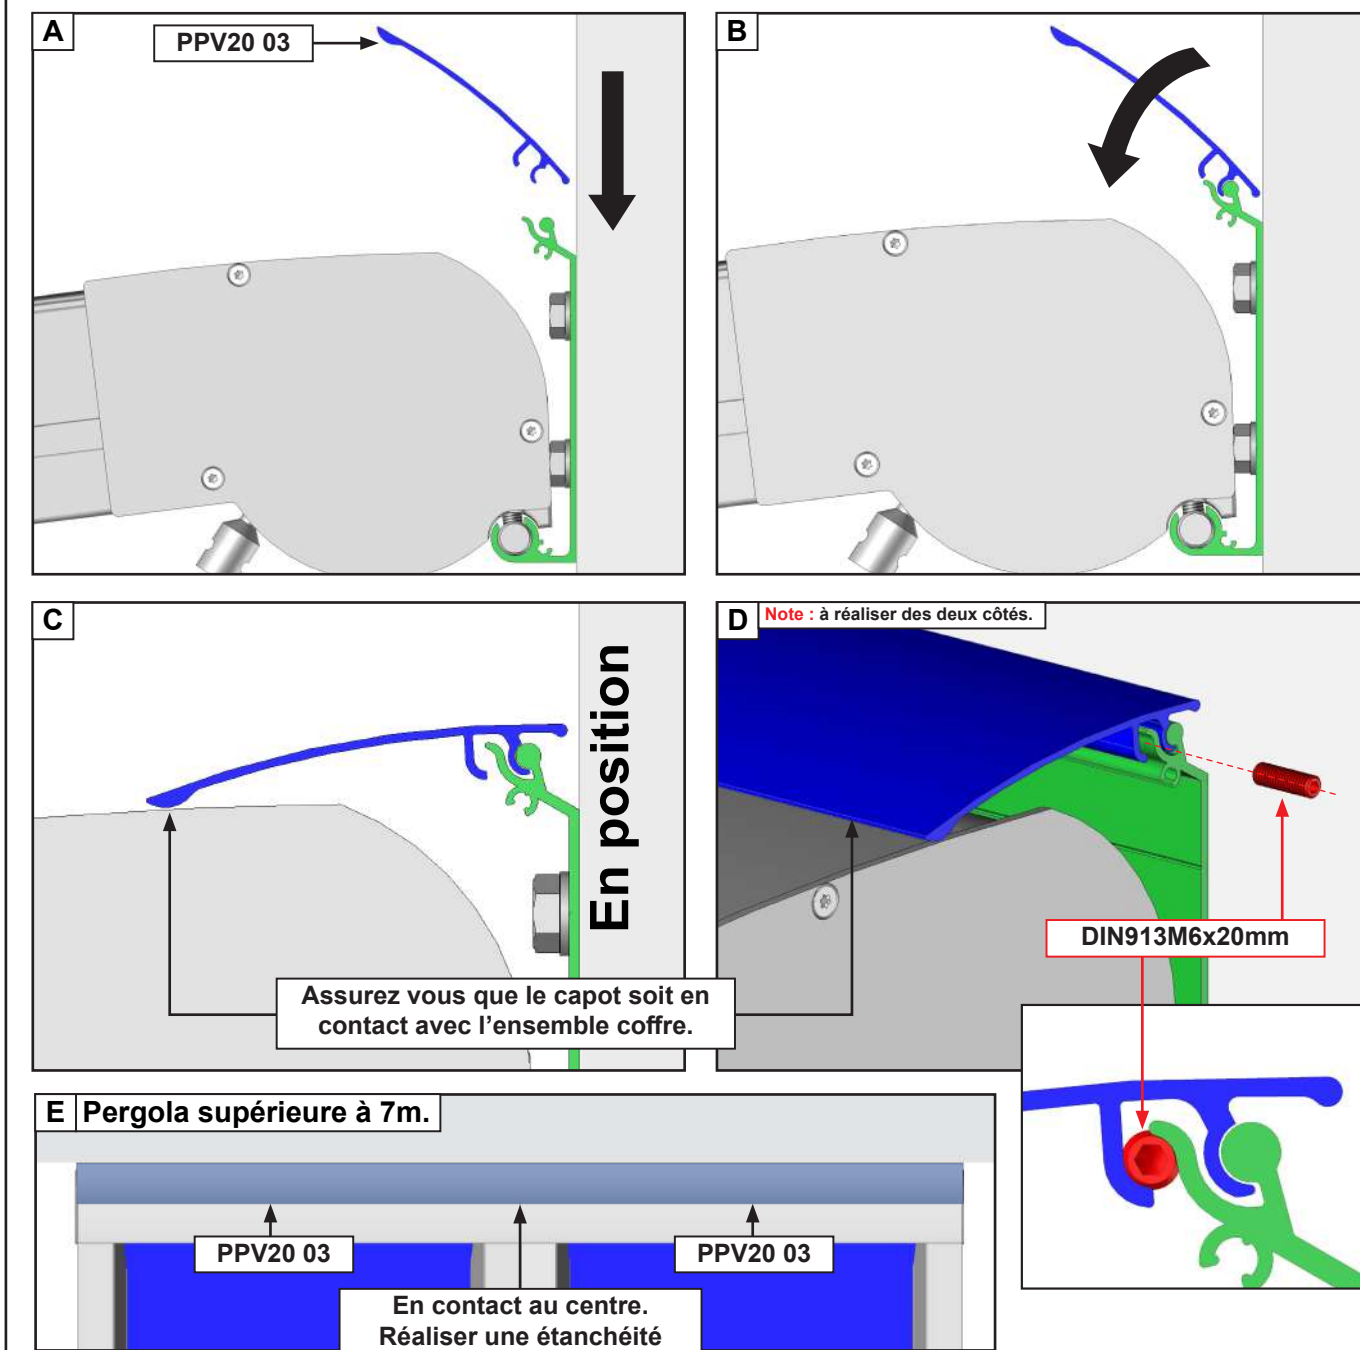 A
PPV20 03
B
C
En position
Assurez vous que le capot soit en
contact avec l’ensemble coffre.
D
Note : à réaliser des deux côtés.
DIN913M6x20mm
E Pergola supérieure à 7m.
PPV20 03
PPV20 03
En contact au centre.
Réaliser une étanchéité